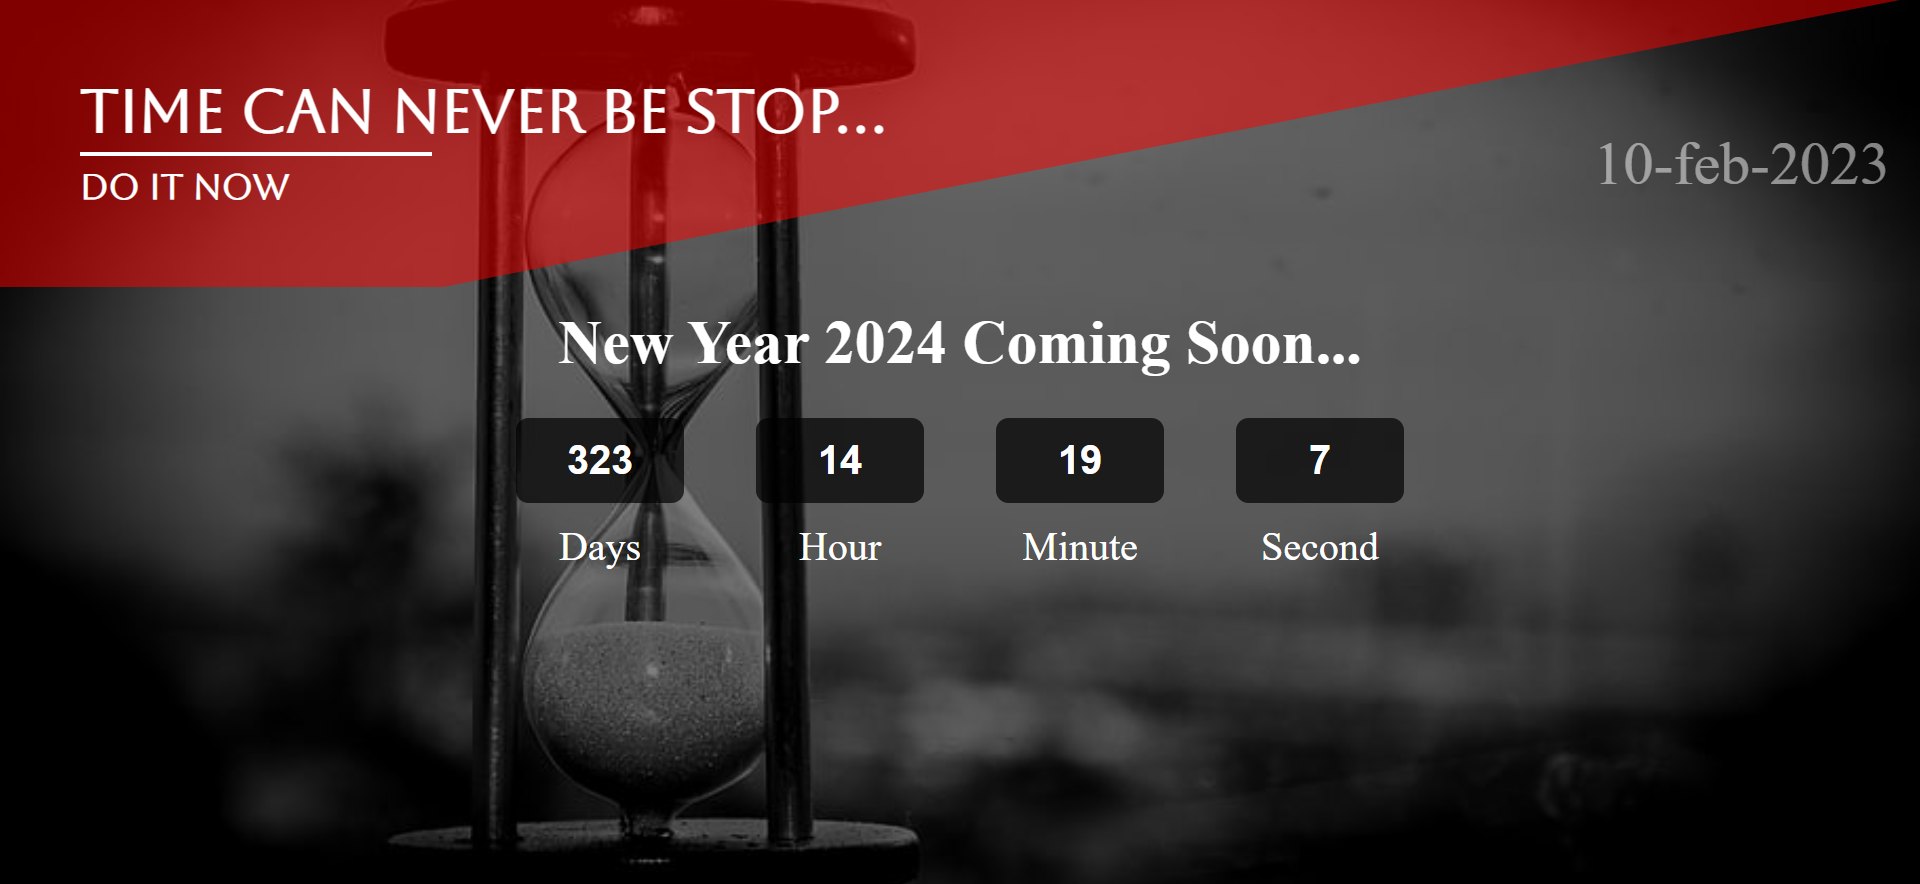 TIME CAN NEVER BE STOP...
DO IT NOW
10-feb-2023
New Year 2024 Coming Soon...
323 14 19 7
Days Hour Minute Second